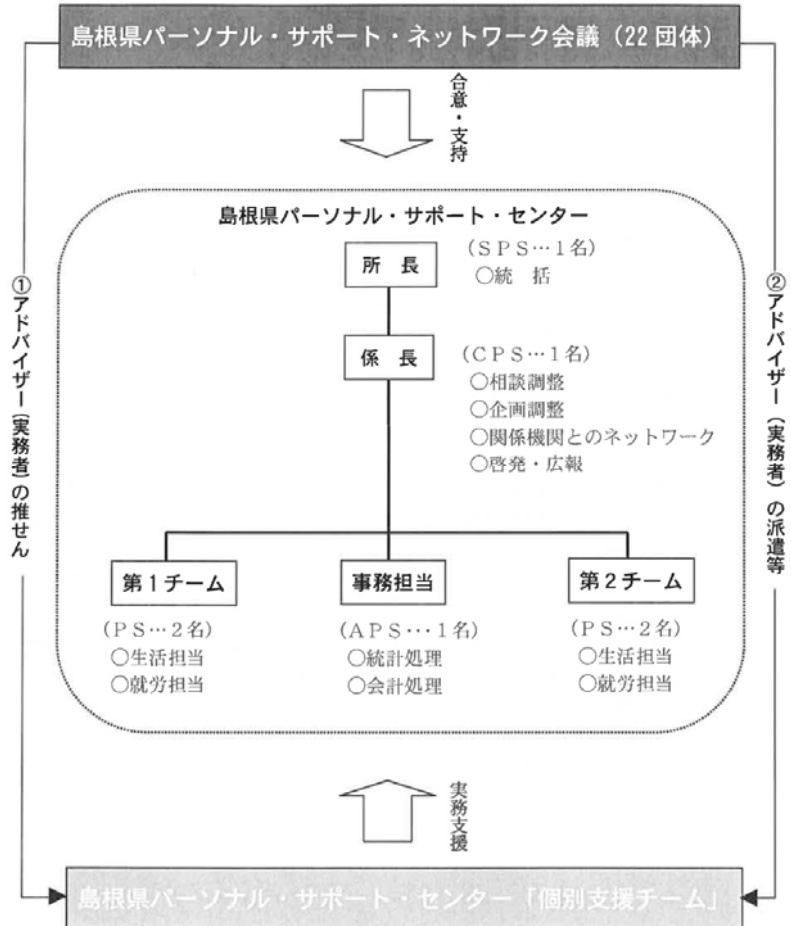 島根県パーソナル・サポート・ネットワーク会議（22団体）
合意・支持
島根県パーソナル・サポート・センター
所　長
（ＳＰＳ…１名）
○統　括
係　長
（ＣＰＳ…１名）
○相談調整
○企画調整
○関係機関とのネットワーク
○啓発・広報
①アドバイザー（実務者）の推せん
②アドバイザー（実務者）の派遣等
第１チーム
（ＰＳ…２名）
○生活担当
○就労担当
事務担当
（ＡＰＳ･･･１名）
○統計処理
○会計処理
第２チーム
（ＰＳ…２名）
○生活担当
○就労担当
実務支援
島根県パーソナル・サポート・センター「個別支援チーム」